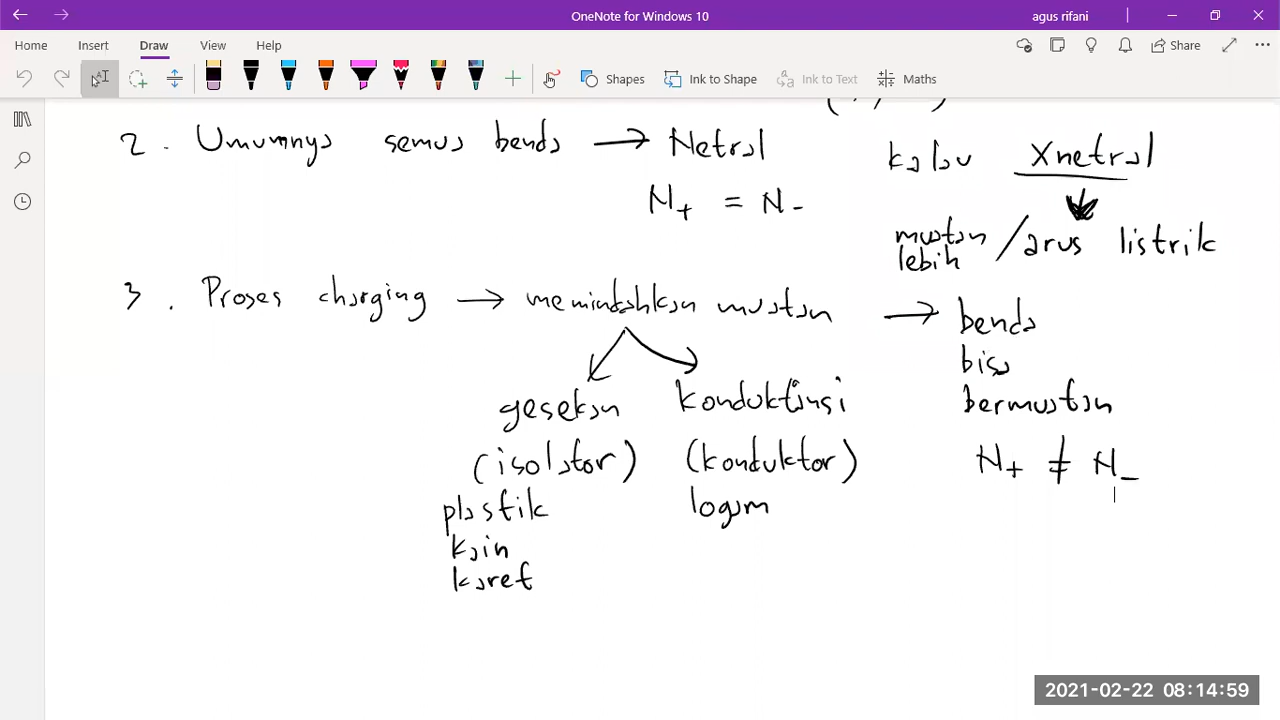 OneNote for Windows 10
agus rifani
Home Insert Draw View Help
Share
Shapes Ink to Shape Ink to Text Maths
2. Umumnya semua benda → Netral
N+ = N-
kalau Xnetral
muatan lebih / arus listrik
3. Proses charging → memindahkan muatan → benda
bisa
bermuatan
N+ ≠ N-
gesekan
(isolator)
plastik
kain
karet
konduktansi
(konduktor)
logam
2021-02-22 08:14:59